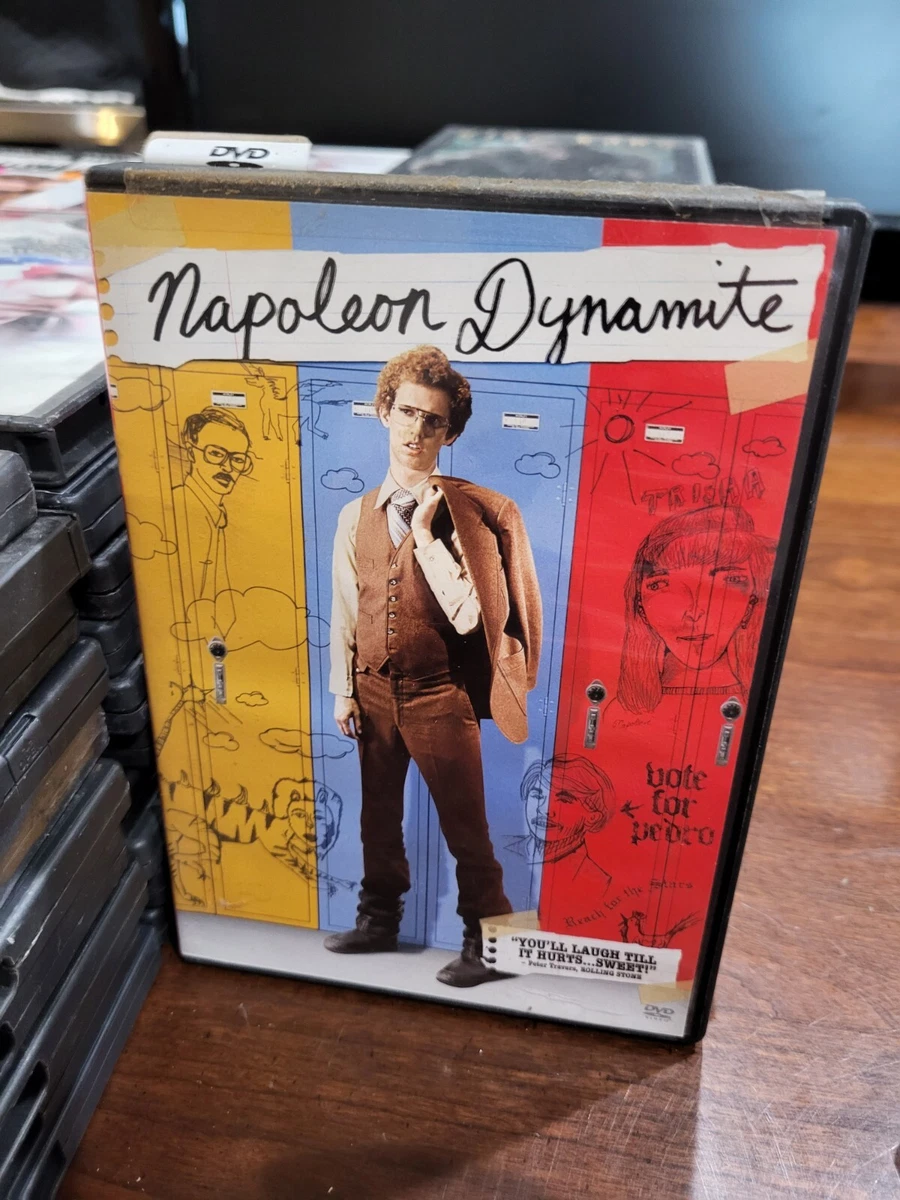 DVD
Napoleon Dynamite
TRISHA
vote
for
pedro
Reach for the Stars
"YOU'LL LAUGH TILL
IT HURTS...SWEET!"
- Peter Travers, ROLLING STONE
DVD
VIDEO